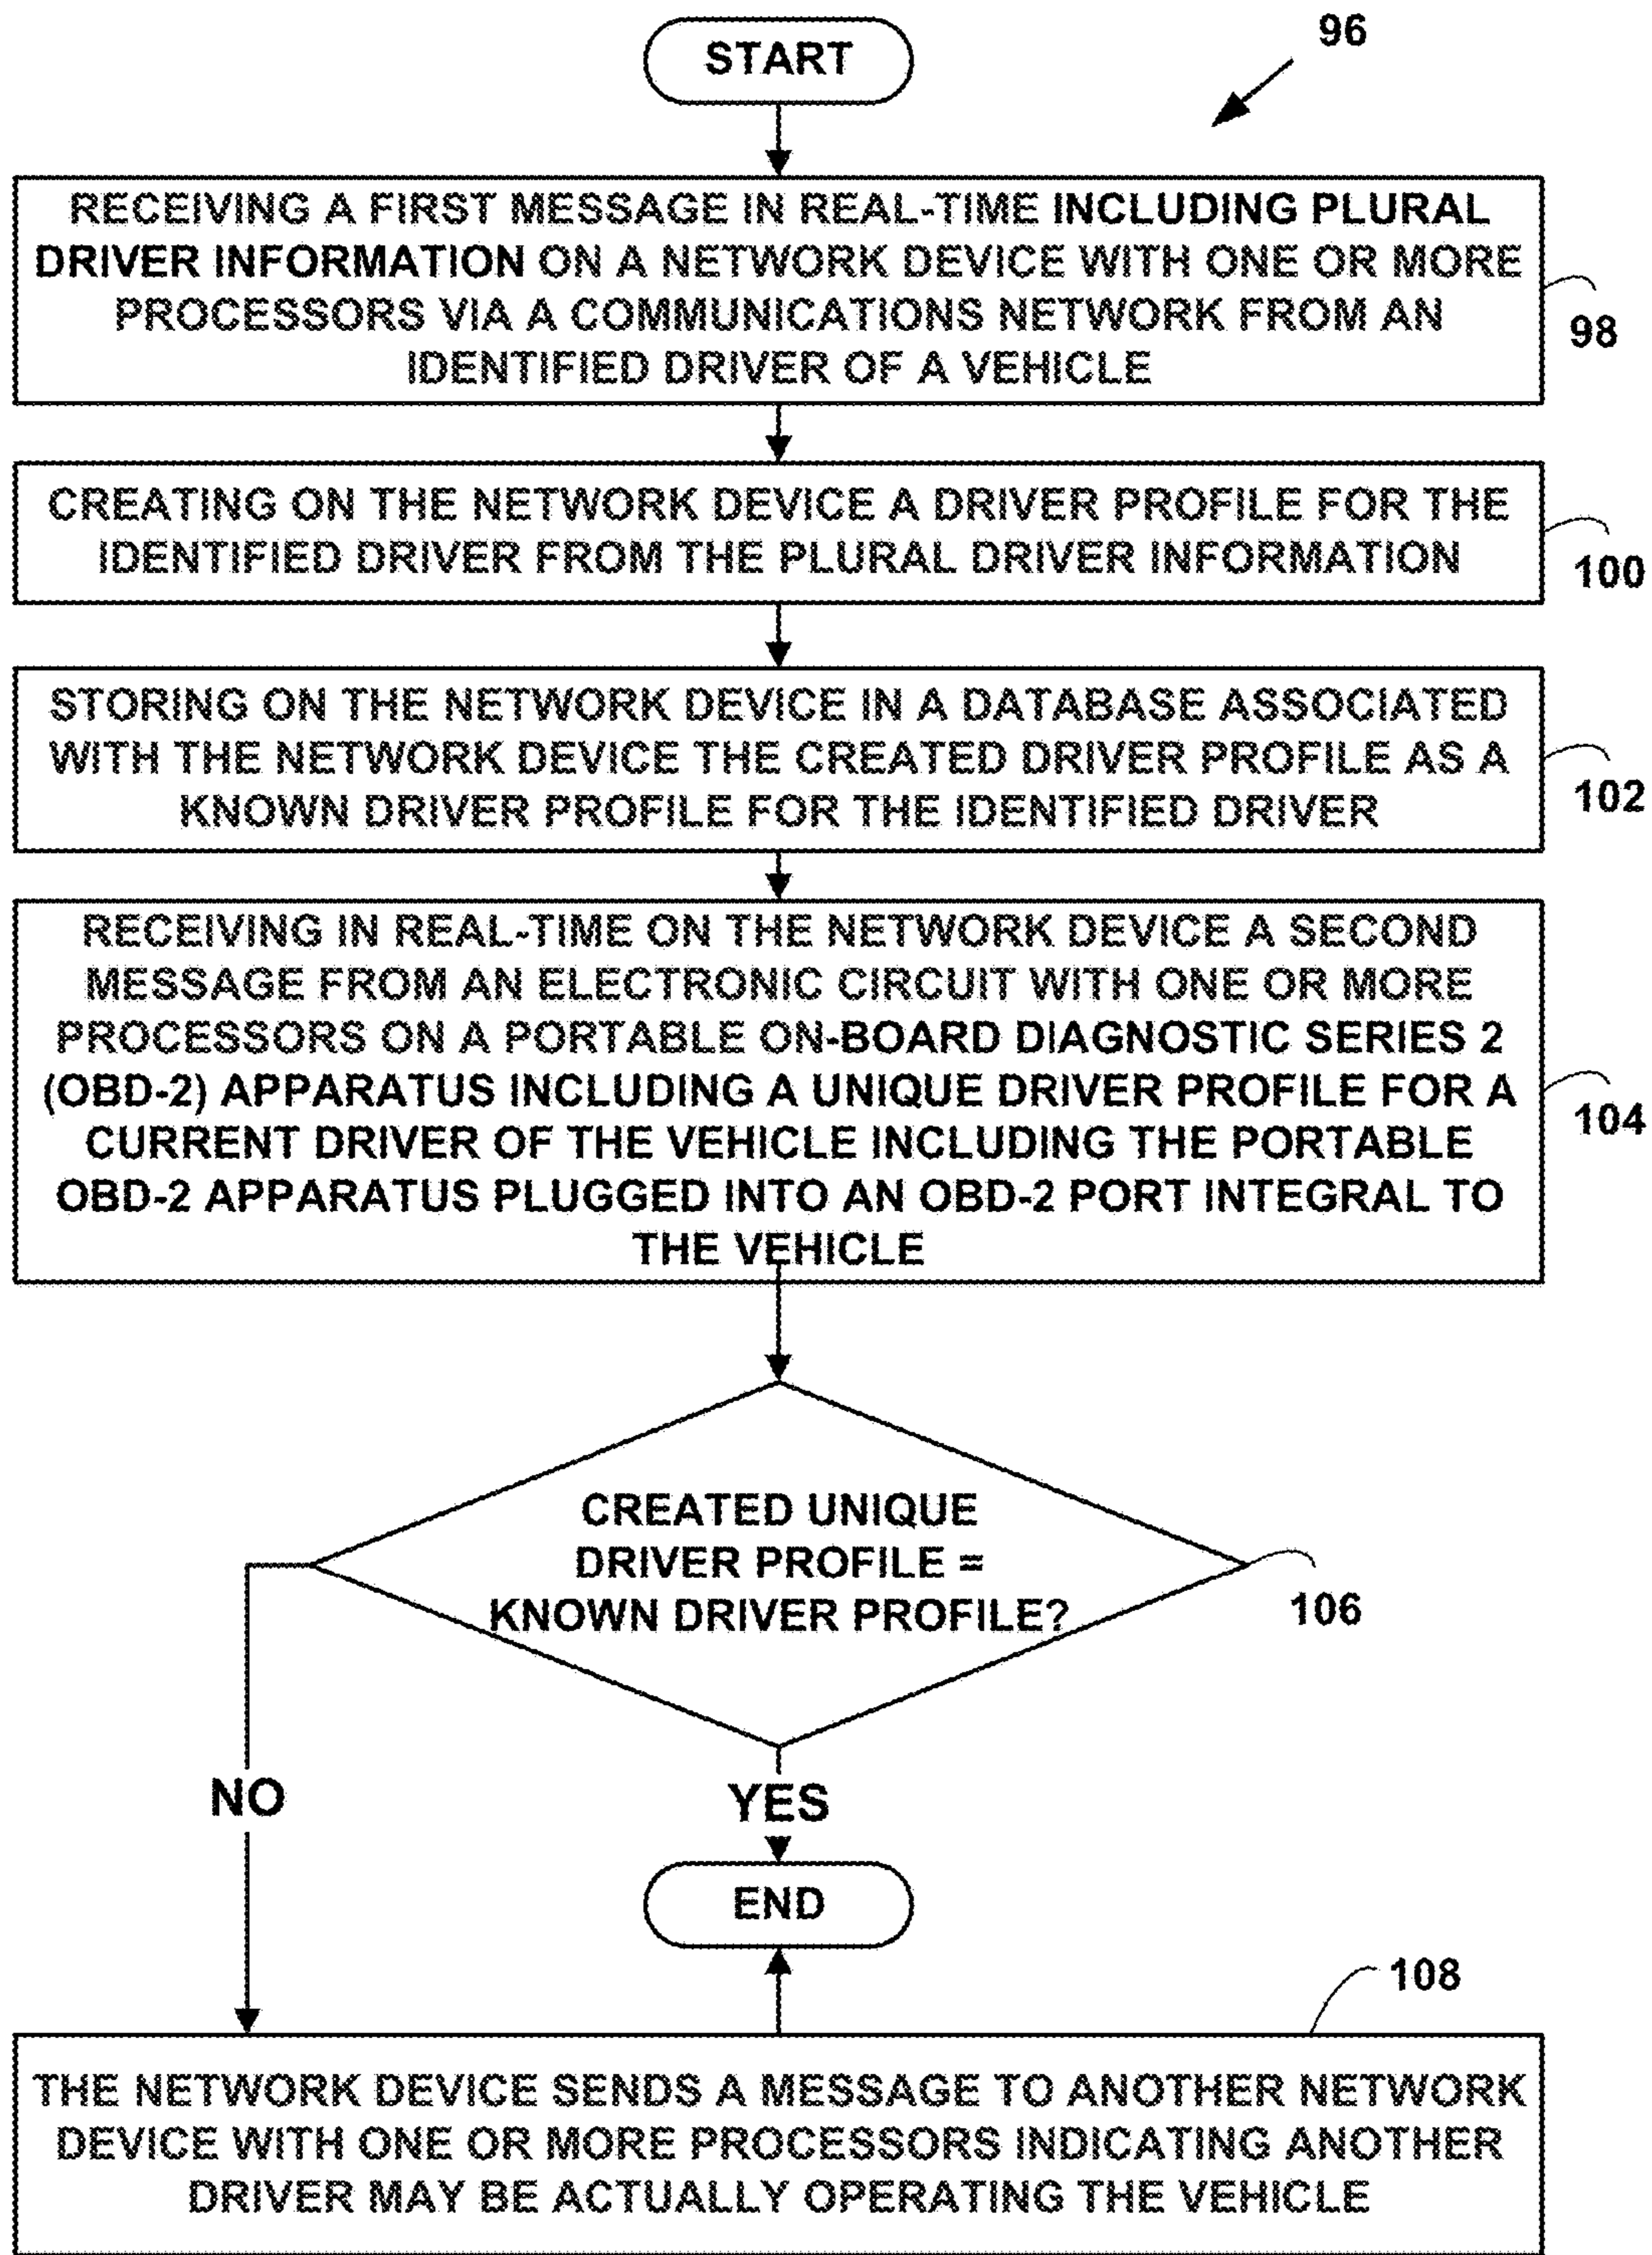 START
96
RECEIVING A FIRST MESSAGE IN REAL-TIME INCLUDING PLURAL
DRIVER INFORMATION ON A NETWORK DEVICE WITH ONE OR MORE
PROCESSORS VIA A COMMUNICATIONS NETWORK FROM AN
IDENTIFIED DRIVER OF A VEHICLE
98
CREATING ON THE NETWORK DEVICE A DRIVER PROFILE FOR THE
IDENTIFIED DRIVER FROM THE PLURAL DRIVER INFORMATION
100
STORING ON THE NETWORK DEVICE IN A DATABASE ASSOCIATED
WITH THE NETWORK DEVICE THE CREATED DRIVER PROFILE AS A
KNOWN DRIVER PROFILE FOR THE IDENTIFIED DRIVER
102
RECEIVING IN REAL-TIME ON THE NETWORK DEVICE A SECOND
MESSAGE FROM AN ELECTRONIC CIRCUIT WITH ONE OR MORE
PROCESSORS ON A PORTABLE ON-BOARD DIAGNOSTIC SERIES 2
(OBD-2) APPARATUS INCLUDING A UNIQUE DRIVER PROFILE FOR A
CURRENT DRIVER OF THE VEHICLE INCLUDING THE PORTABLE
OBD-2 APPARATUS PLUGGED INTO AN OBD-2 PORT INTEGRAL TO
THE VEHICLE
104
CREATED UNIQUE
DRIVER PROFILE =
KNOWN DRIVER PROFILE?
106
NO
YES
END
108
THE NETWORK DEVICE SENDS A MESSAGE TO ANOTHER NETWORK
DEVICE WITH ONE OR MORE PROCESSORS INDICATING ANOTHER
DRIVER MAY BE ACTUALLY OPERATING THE VEHICLE